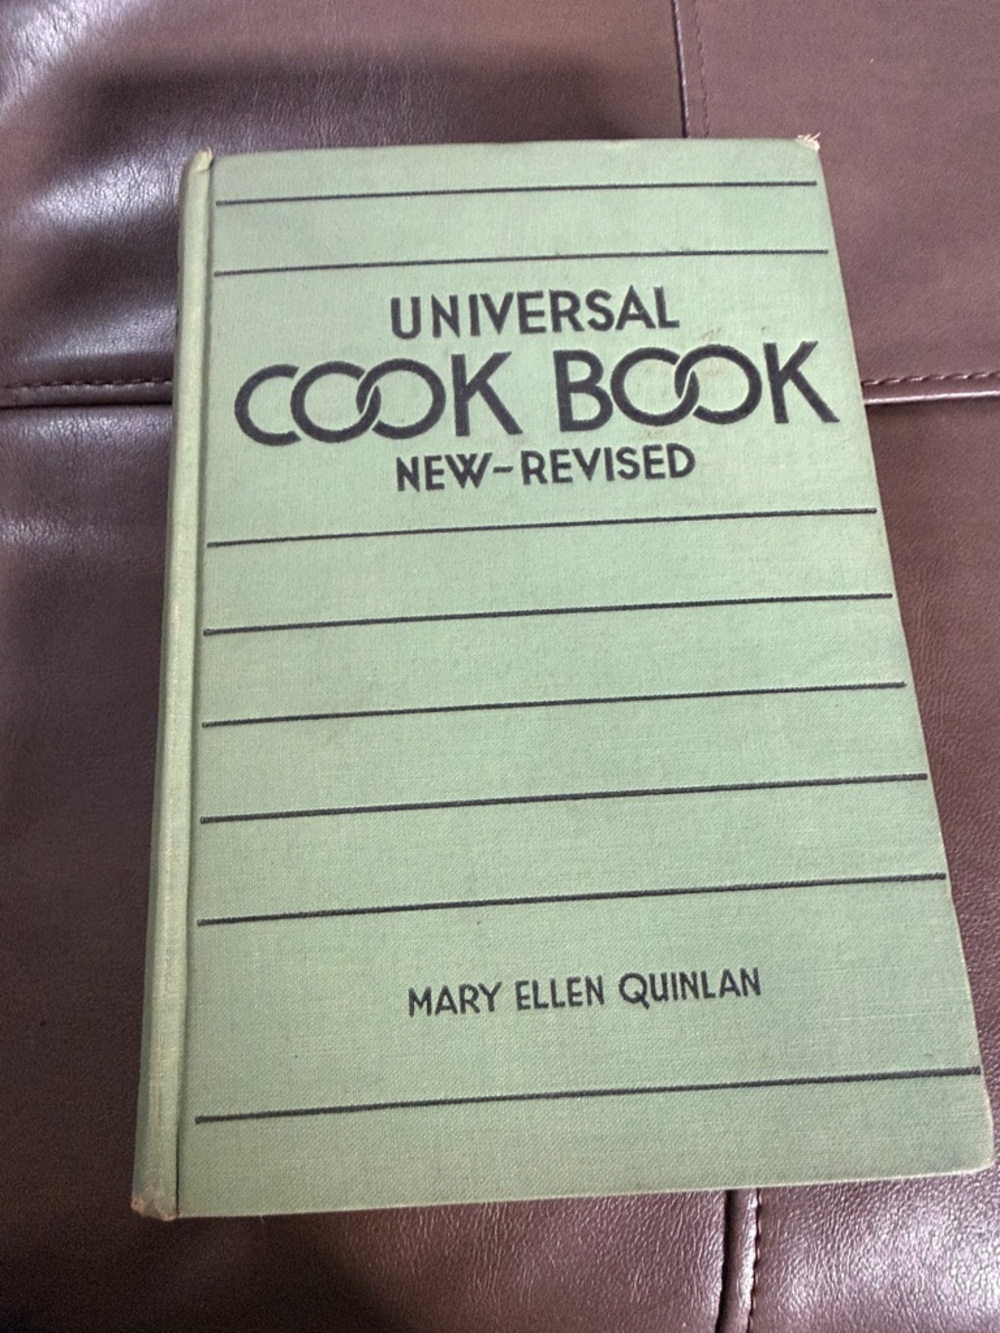 UNIVERSAL
COOK BOOK
NEW-REVISED
MARY ELLEN QUINLAN